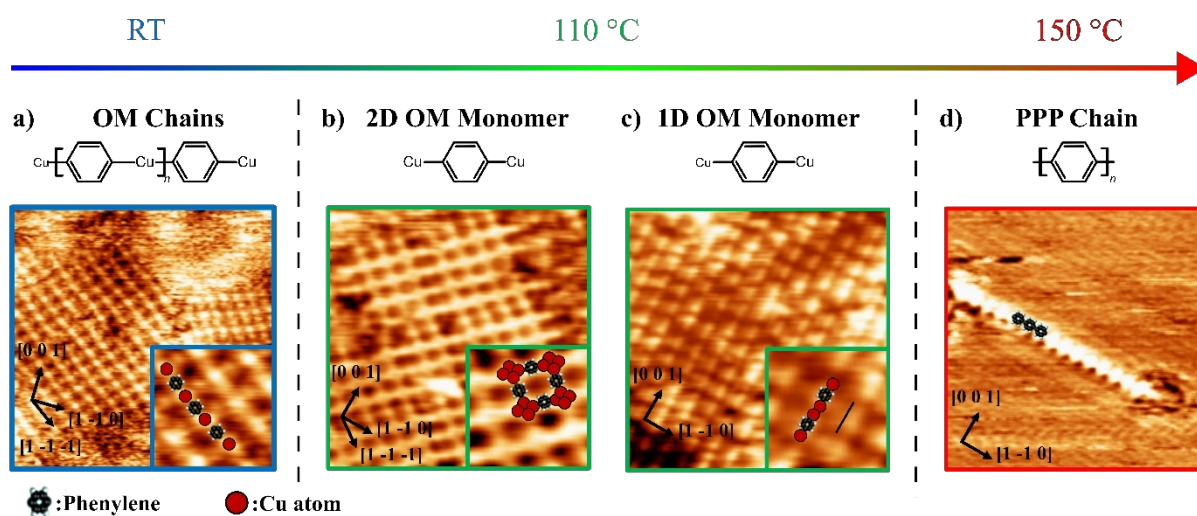 RT 110 °C 150 °C
a) OM Chains b) 2D OM Monomer c) 1D OM Monomer d) PPP Chain
Cu Cu n Cu Cu Cu Cu Cu n
[0 0 1] [0 0 1] [0 0 1] [0 0 1]
[1 -1 0] [1 -1 0] [1 -1 0] [1 -1 0]
[1 -1 -1] [1 -1 -1]
:Phenylene :Cu atom